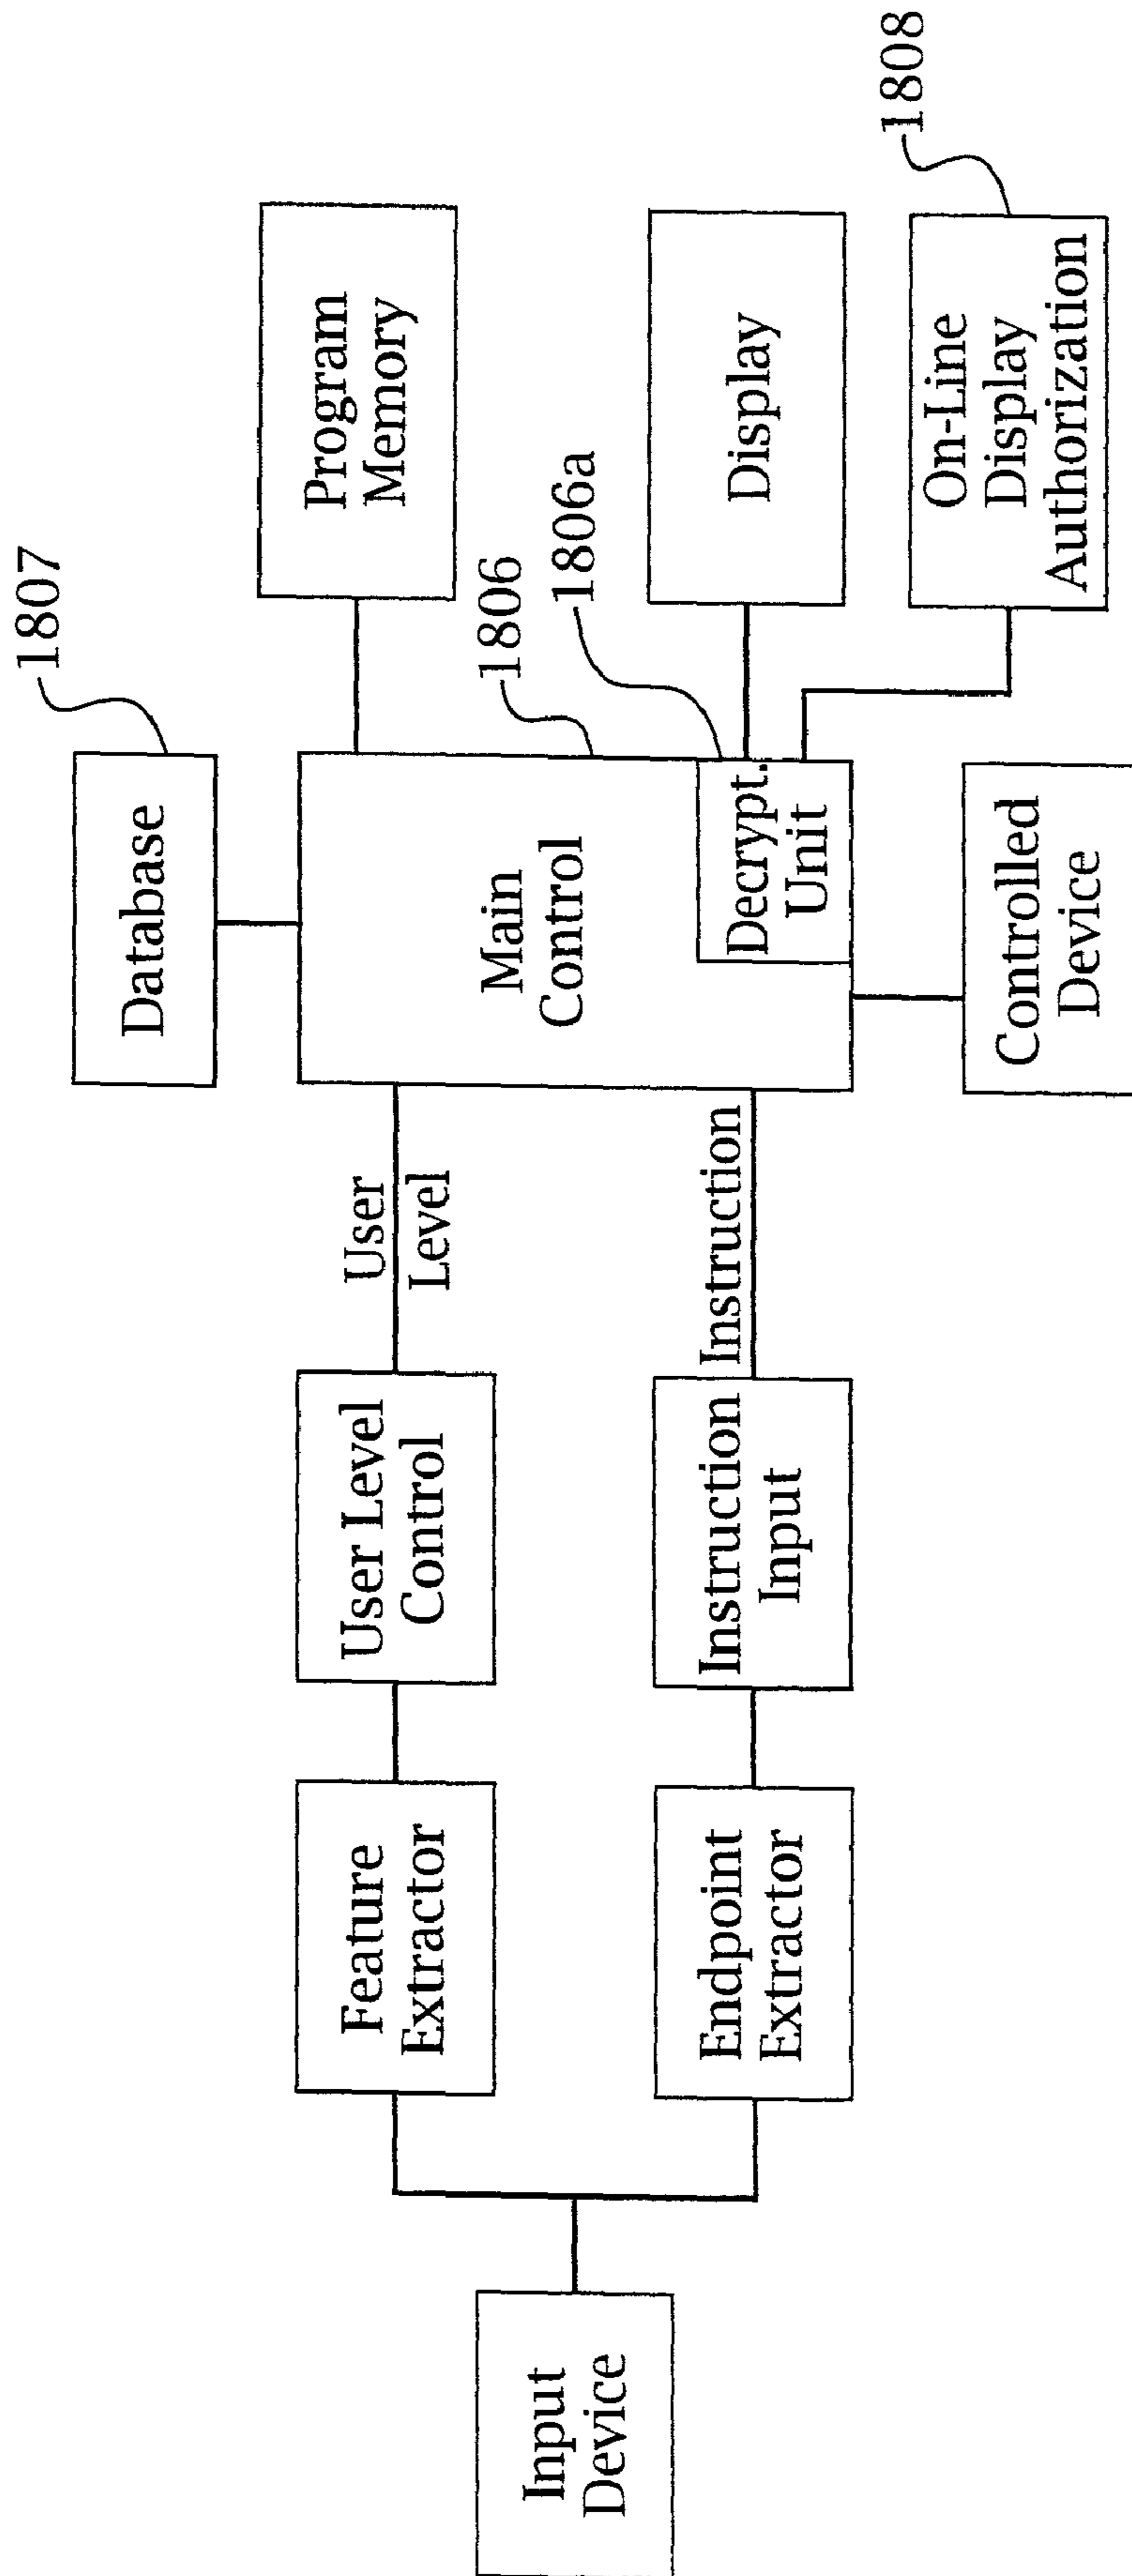 1807
Database
Program
Memory
1806
1806a
Main
Control
Decrypt.
Unit
Display
1808
On-Line
Display
Authorization
Controlled
Device
User
Level
Instruction
User Level
Control
Instruction
Input
Feature
Extractor
Endpoint
Extractor
Input
Device